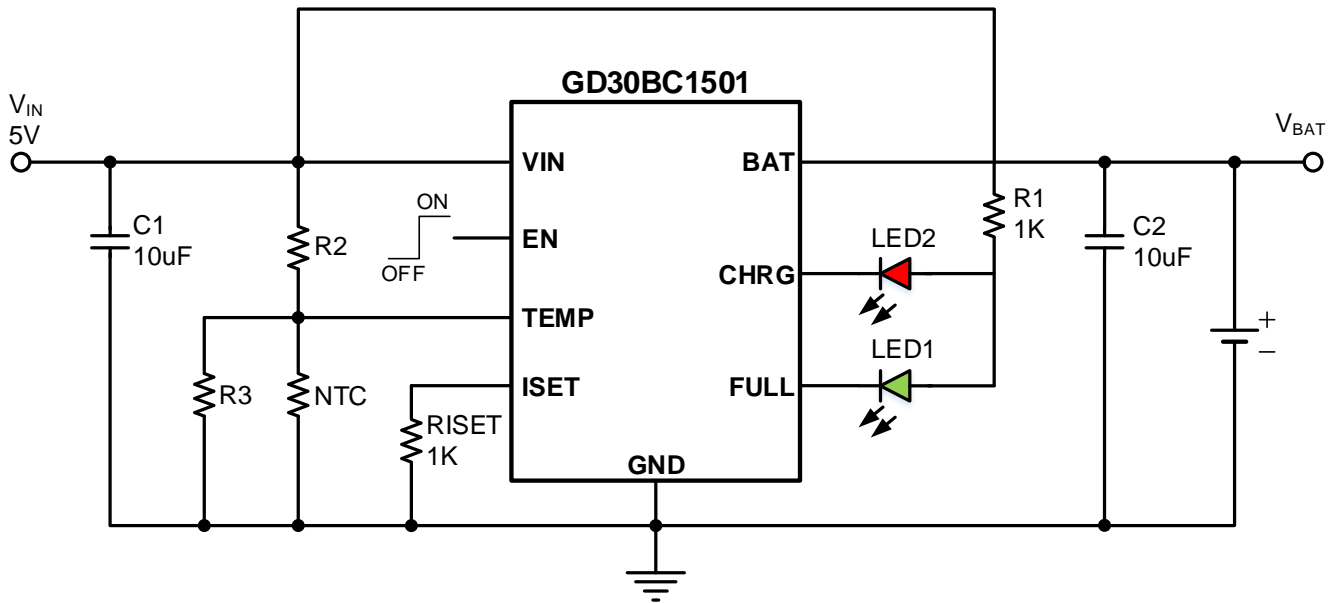 GD30BC1501
V_IN
5V
V_BAT
VIN
BAT
ON
OFF
EN
C1
10uF
R2
R1
1K
C2
10uF
LED2
CHRG
TEMP
LED1
ISET
FULL
R3
NTC
RISET
1K
GND
+
−